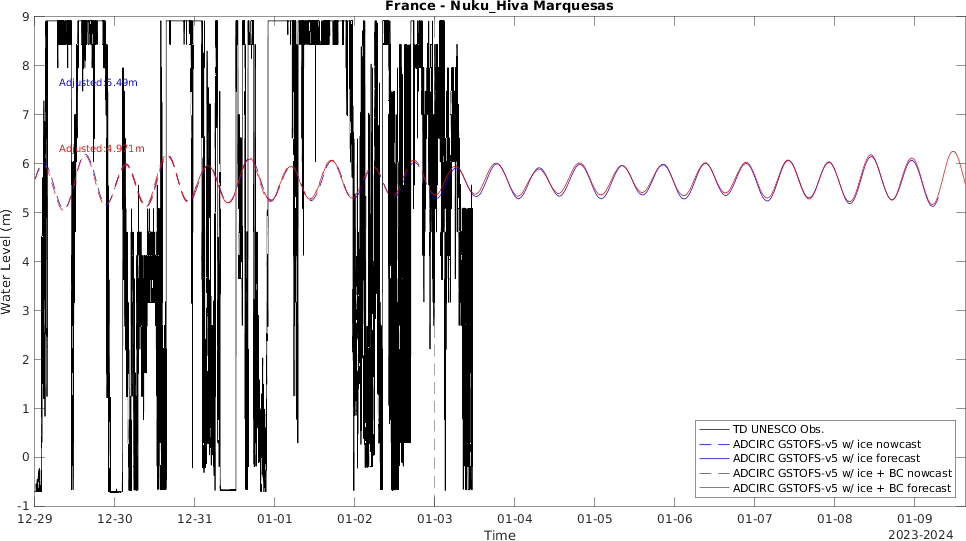 France - Nuku_Hiva Marquesas
Water Level (m)
9
8
7
6
5
4
3
2
1
0
-1
Adjusted:5.49m
Adjusted:4.971m
TD UNESCO Obs.
ADCIRC GSTOFS-v5 w/ ice nowcast
ADCIRC GSTOFS-v5 w/ ice forecast
ADCIRC GSTOFS-v5 w/ ice + BC nowcast
ADCIRC GSTOFS-v5 w/ ice + BC forecast
12-29 12-30 12-31 01-01 01-02 01-03 01-04 01-05 01-06 01-07 01-08 01-09
Time
2023-2024